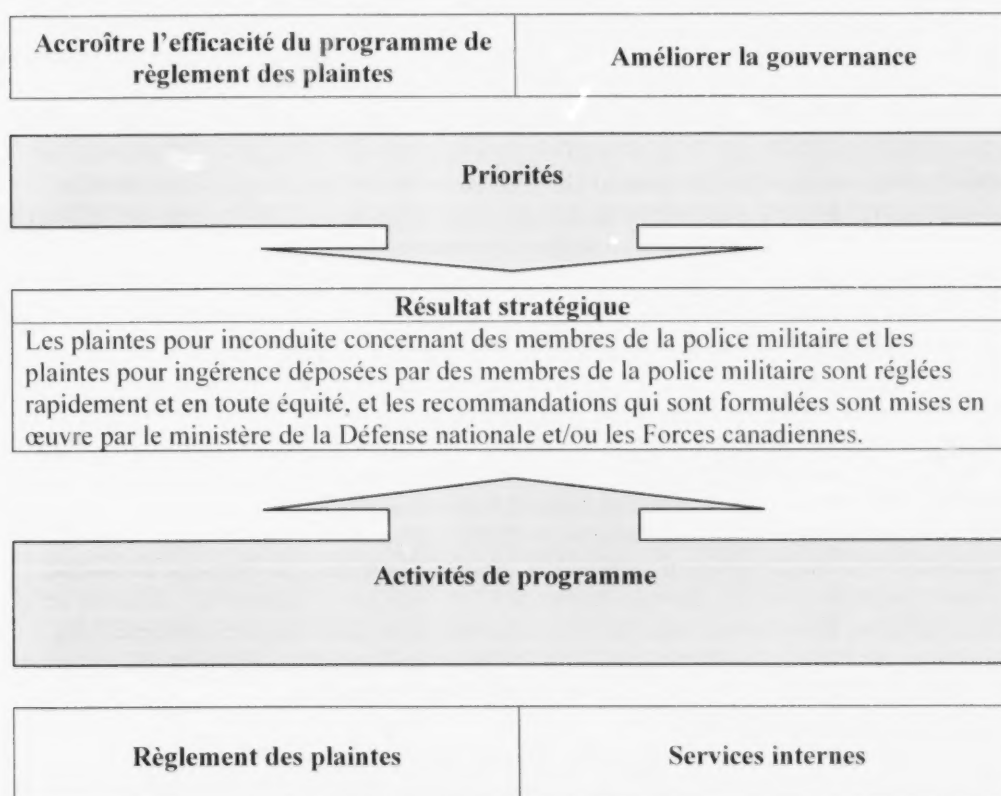 Accroître l'efficacité du programme de
règlement des plaintes
Améliorer la gouvernance
Priorités
Résultat stratégique
Les plaintes pour inconduite concernant des membres de la police militaire et les
plaintes pour ingérence déposées par des membres de la police militaire sont réglées
rapidement et en toute équité, et les recommandations qui sont formulées sont mises en
œuvre par le ministère de la Défense nationale et/ou les Forces canadiennes.
Activités de programme
Règlement des plaintes
Services internes